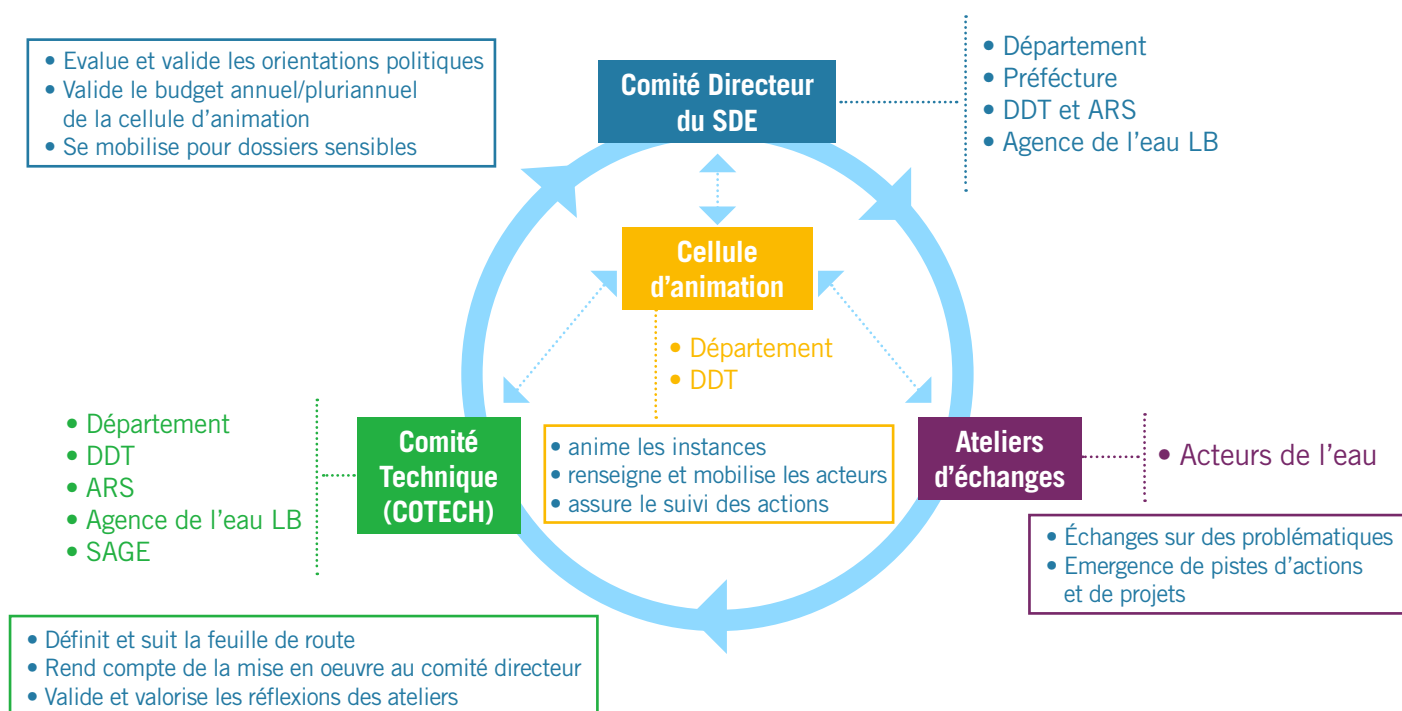 • Evalue et valide les orientations politiques
• Valide le budget annuel/pluriannuel
de la cellule d'animation
• Se mobilise pour dossiers sensibles
Comité Directeur
du SDE
• Département
• Préfécture
• DDT et ARS
• Agence de l'eau LB
Cellule
d'animation
• Département
• DDT
• Département
• DDT
• ARS
• Agence de l'eau LB
• SAGE
Comité
Technique
(COTECH)
• anime les instances
• renseigne et mobilise les acteurs
• assure le suivi des actions
Ateliers
d'échanges
• Acteurs de l'eau
• Échanges sur des problématiques
• Emergence de pistes d'actions
et de projets
• Définit et suit la feuille de route
• Rend compte de la mise en oeuvre au comité directeur
• Valide et valorise les réflexions des ateliers